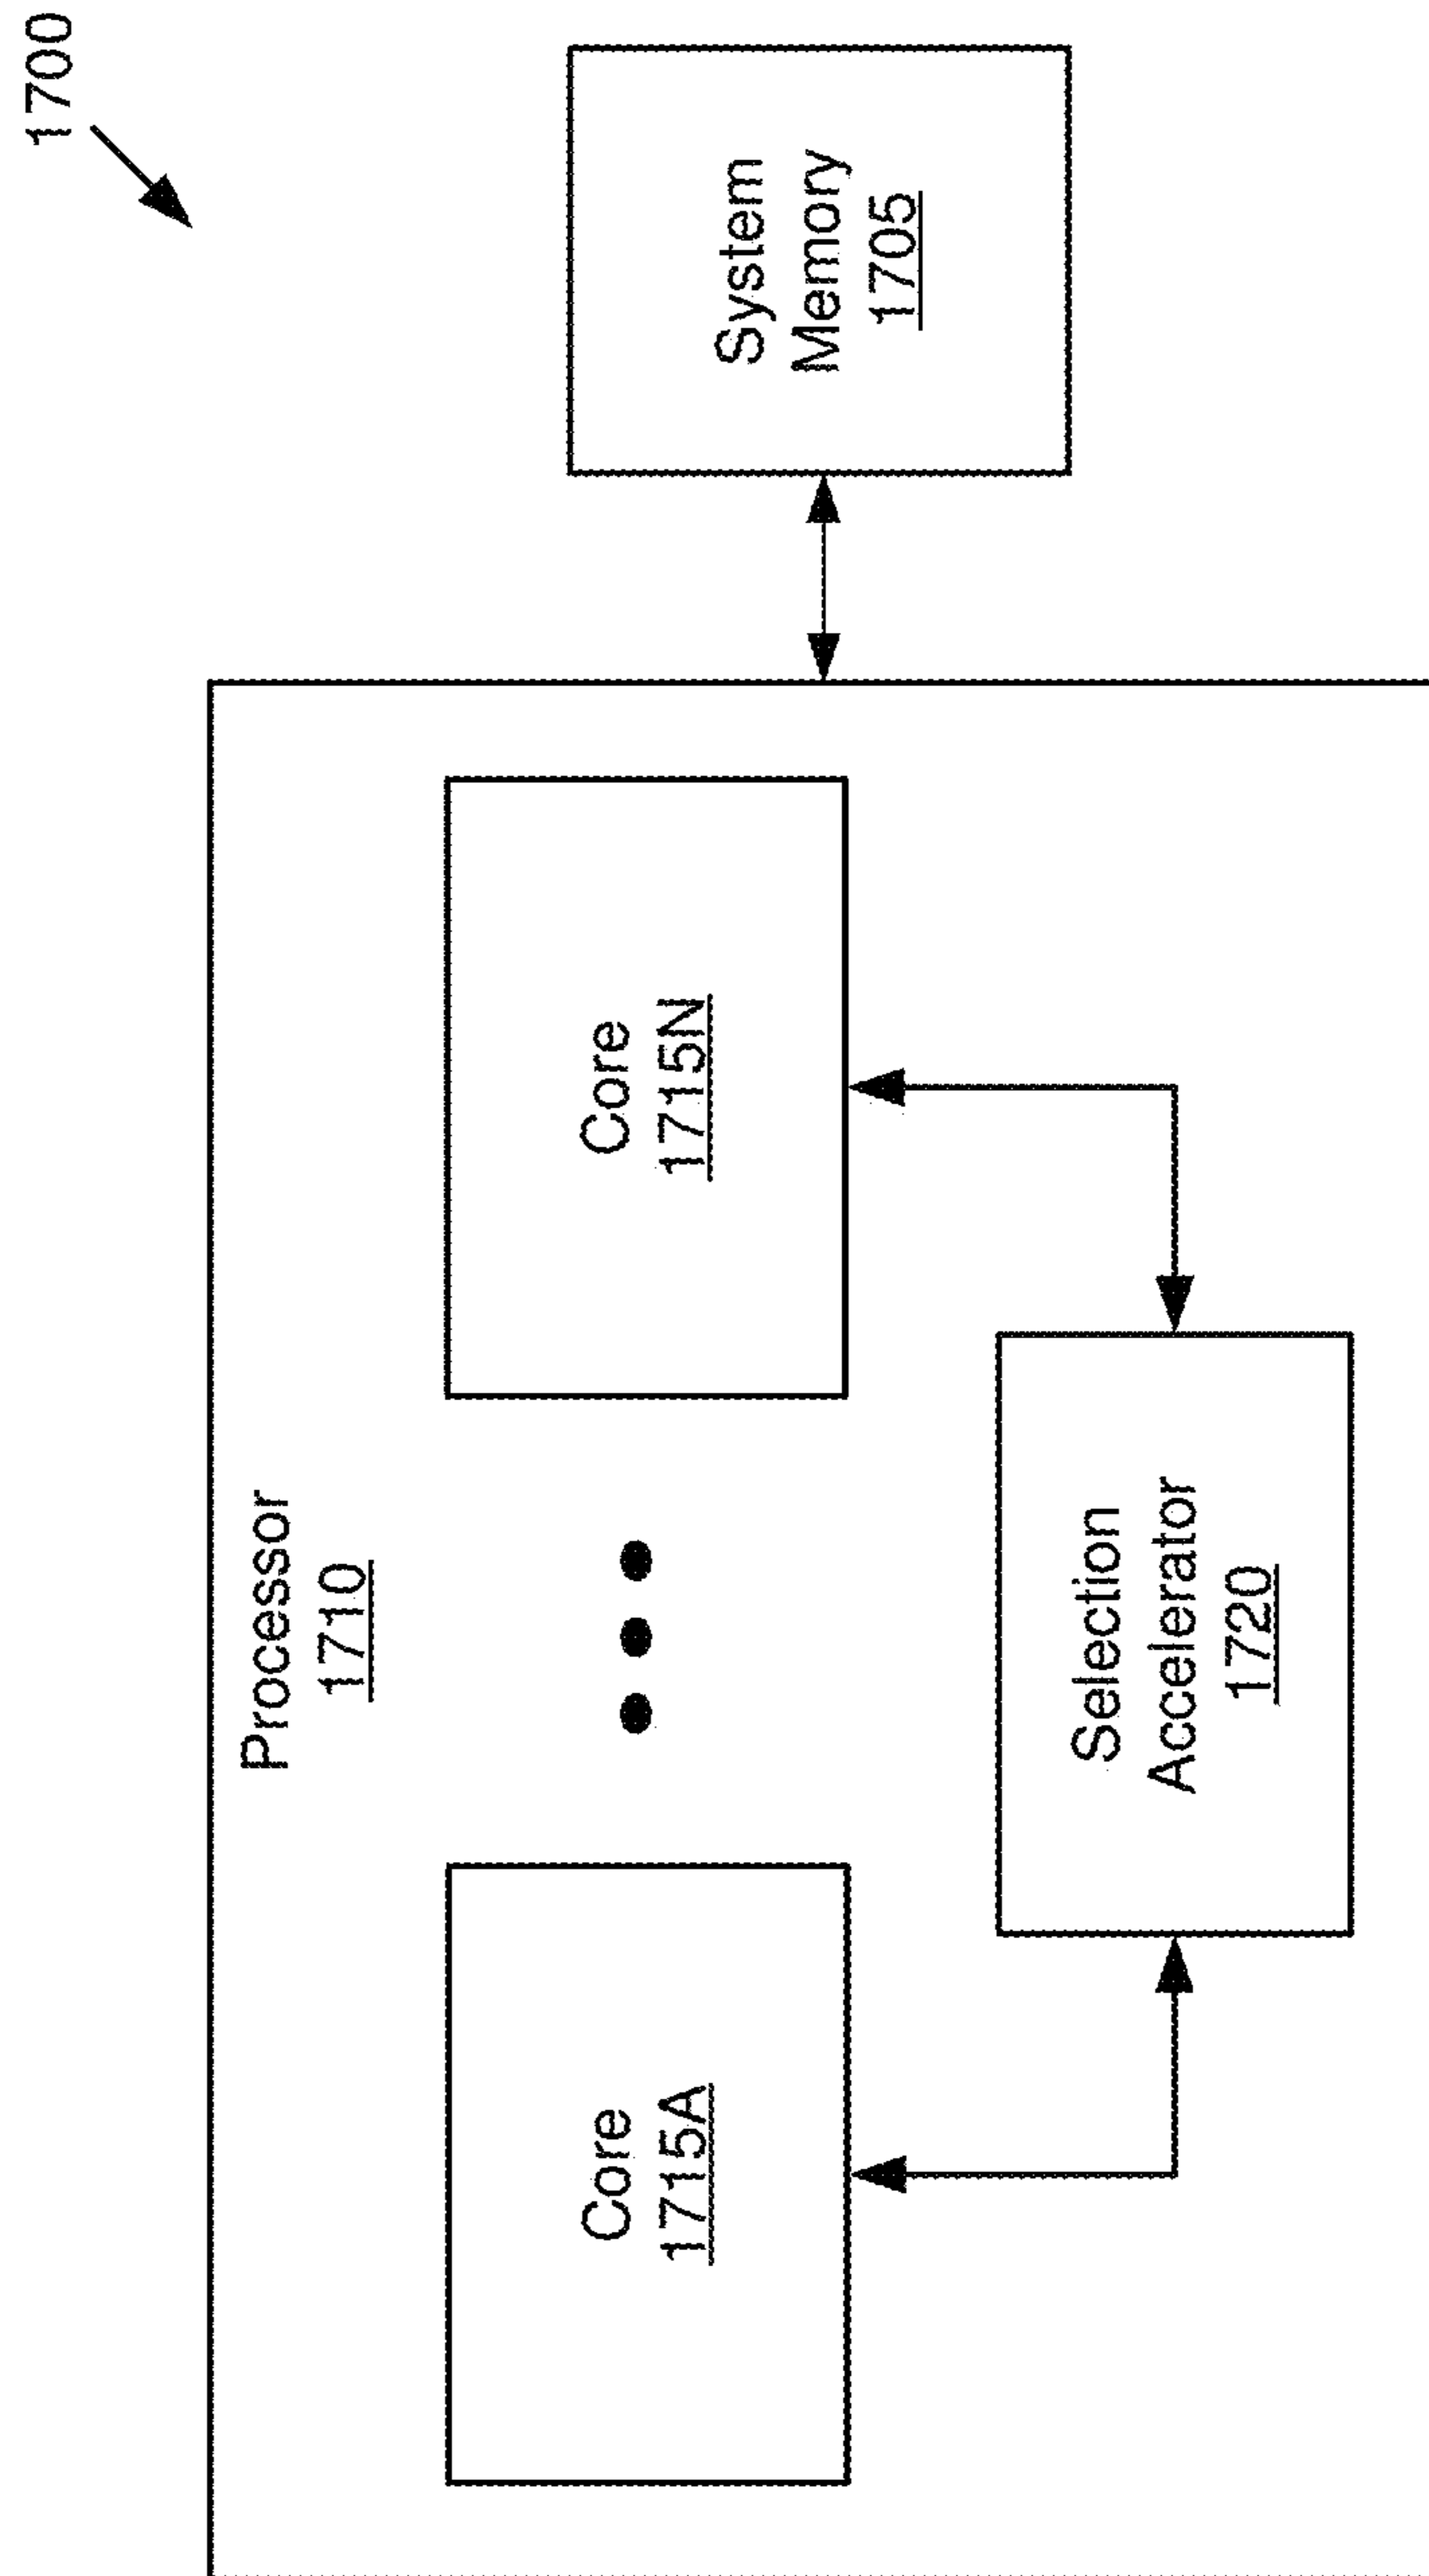 1700
Processor
1710
Core
1715A
Core
1715N
Selection
Accelerator
1720
System
Memory
1705